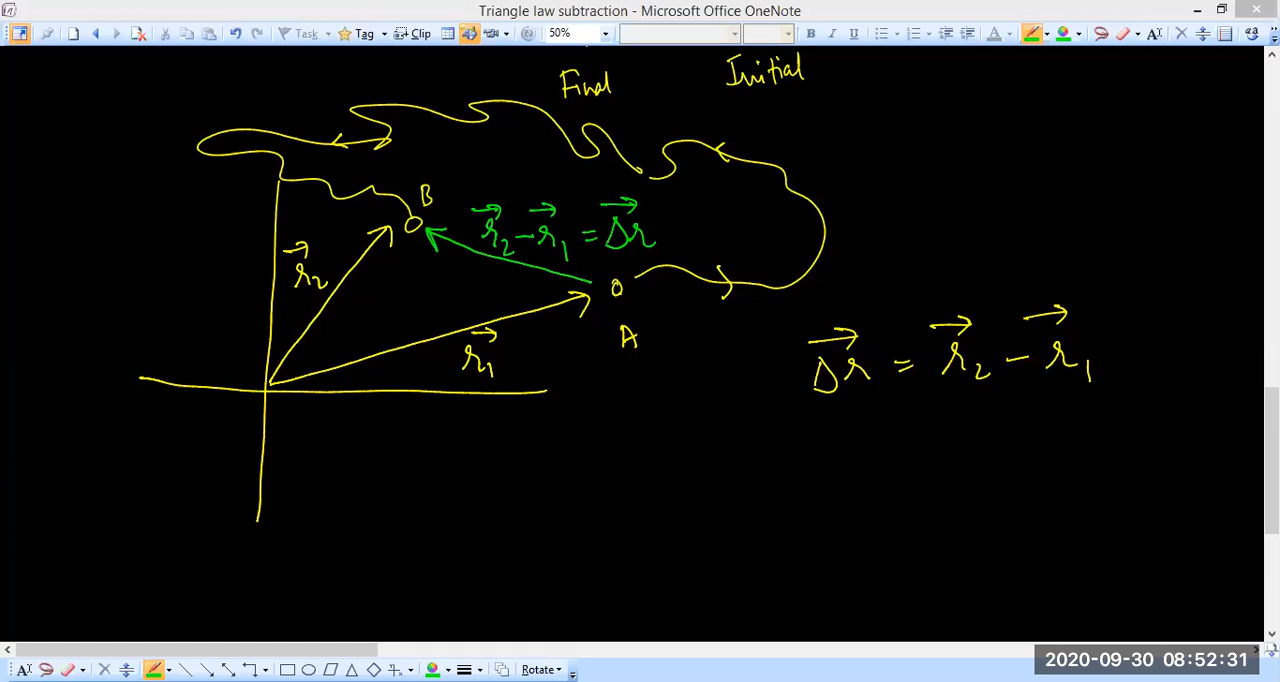 Triangle law subtraction - Microsoft Office OneNote
Task Tag Clip 50% B I U
Final Initial
B
r₂ - r₁ = Δr
r₂
A
r₁
Δr = r₂ - r₁
2020-09-30 08:52:31
Rotate